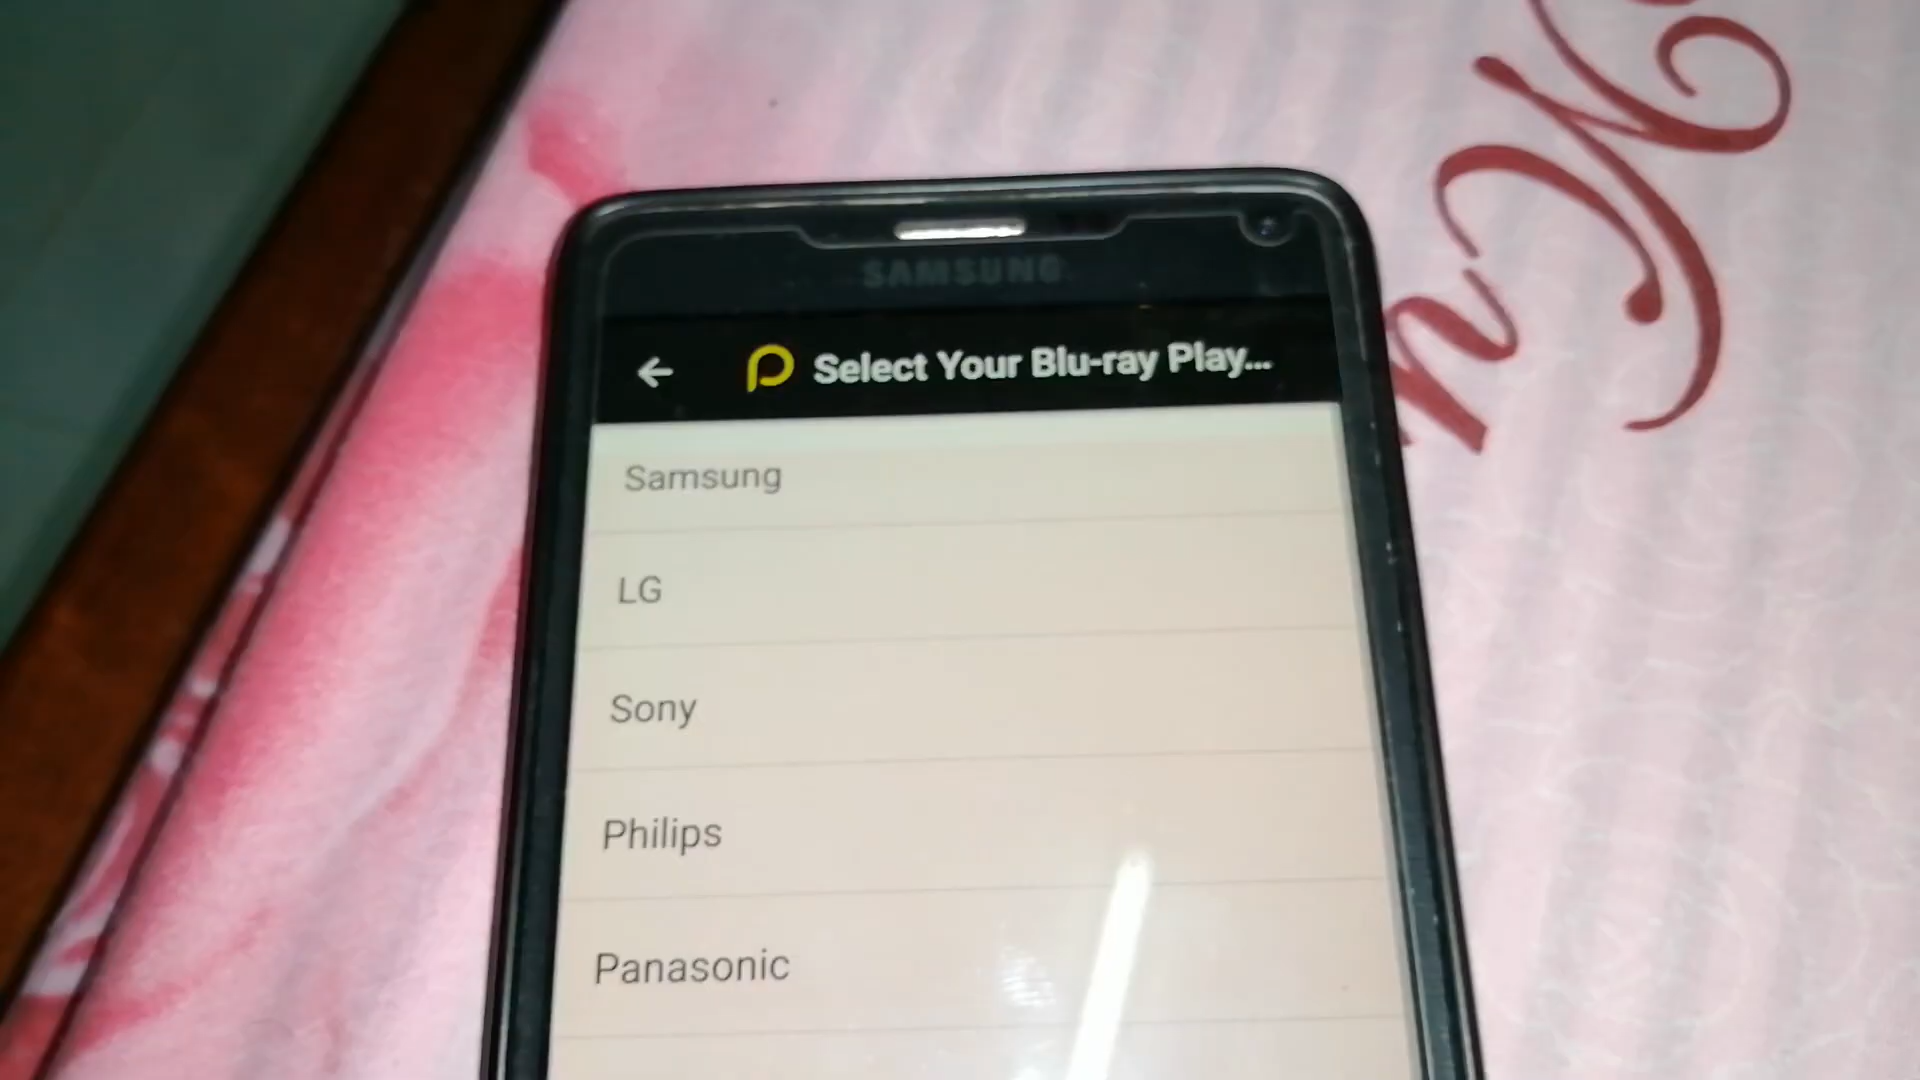 SAMSUNG
Select Your Blu-ray Play...
Samsung
LG
Sony
Philips
Panasonic